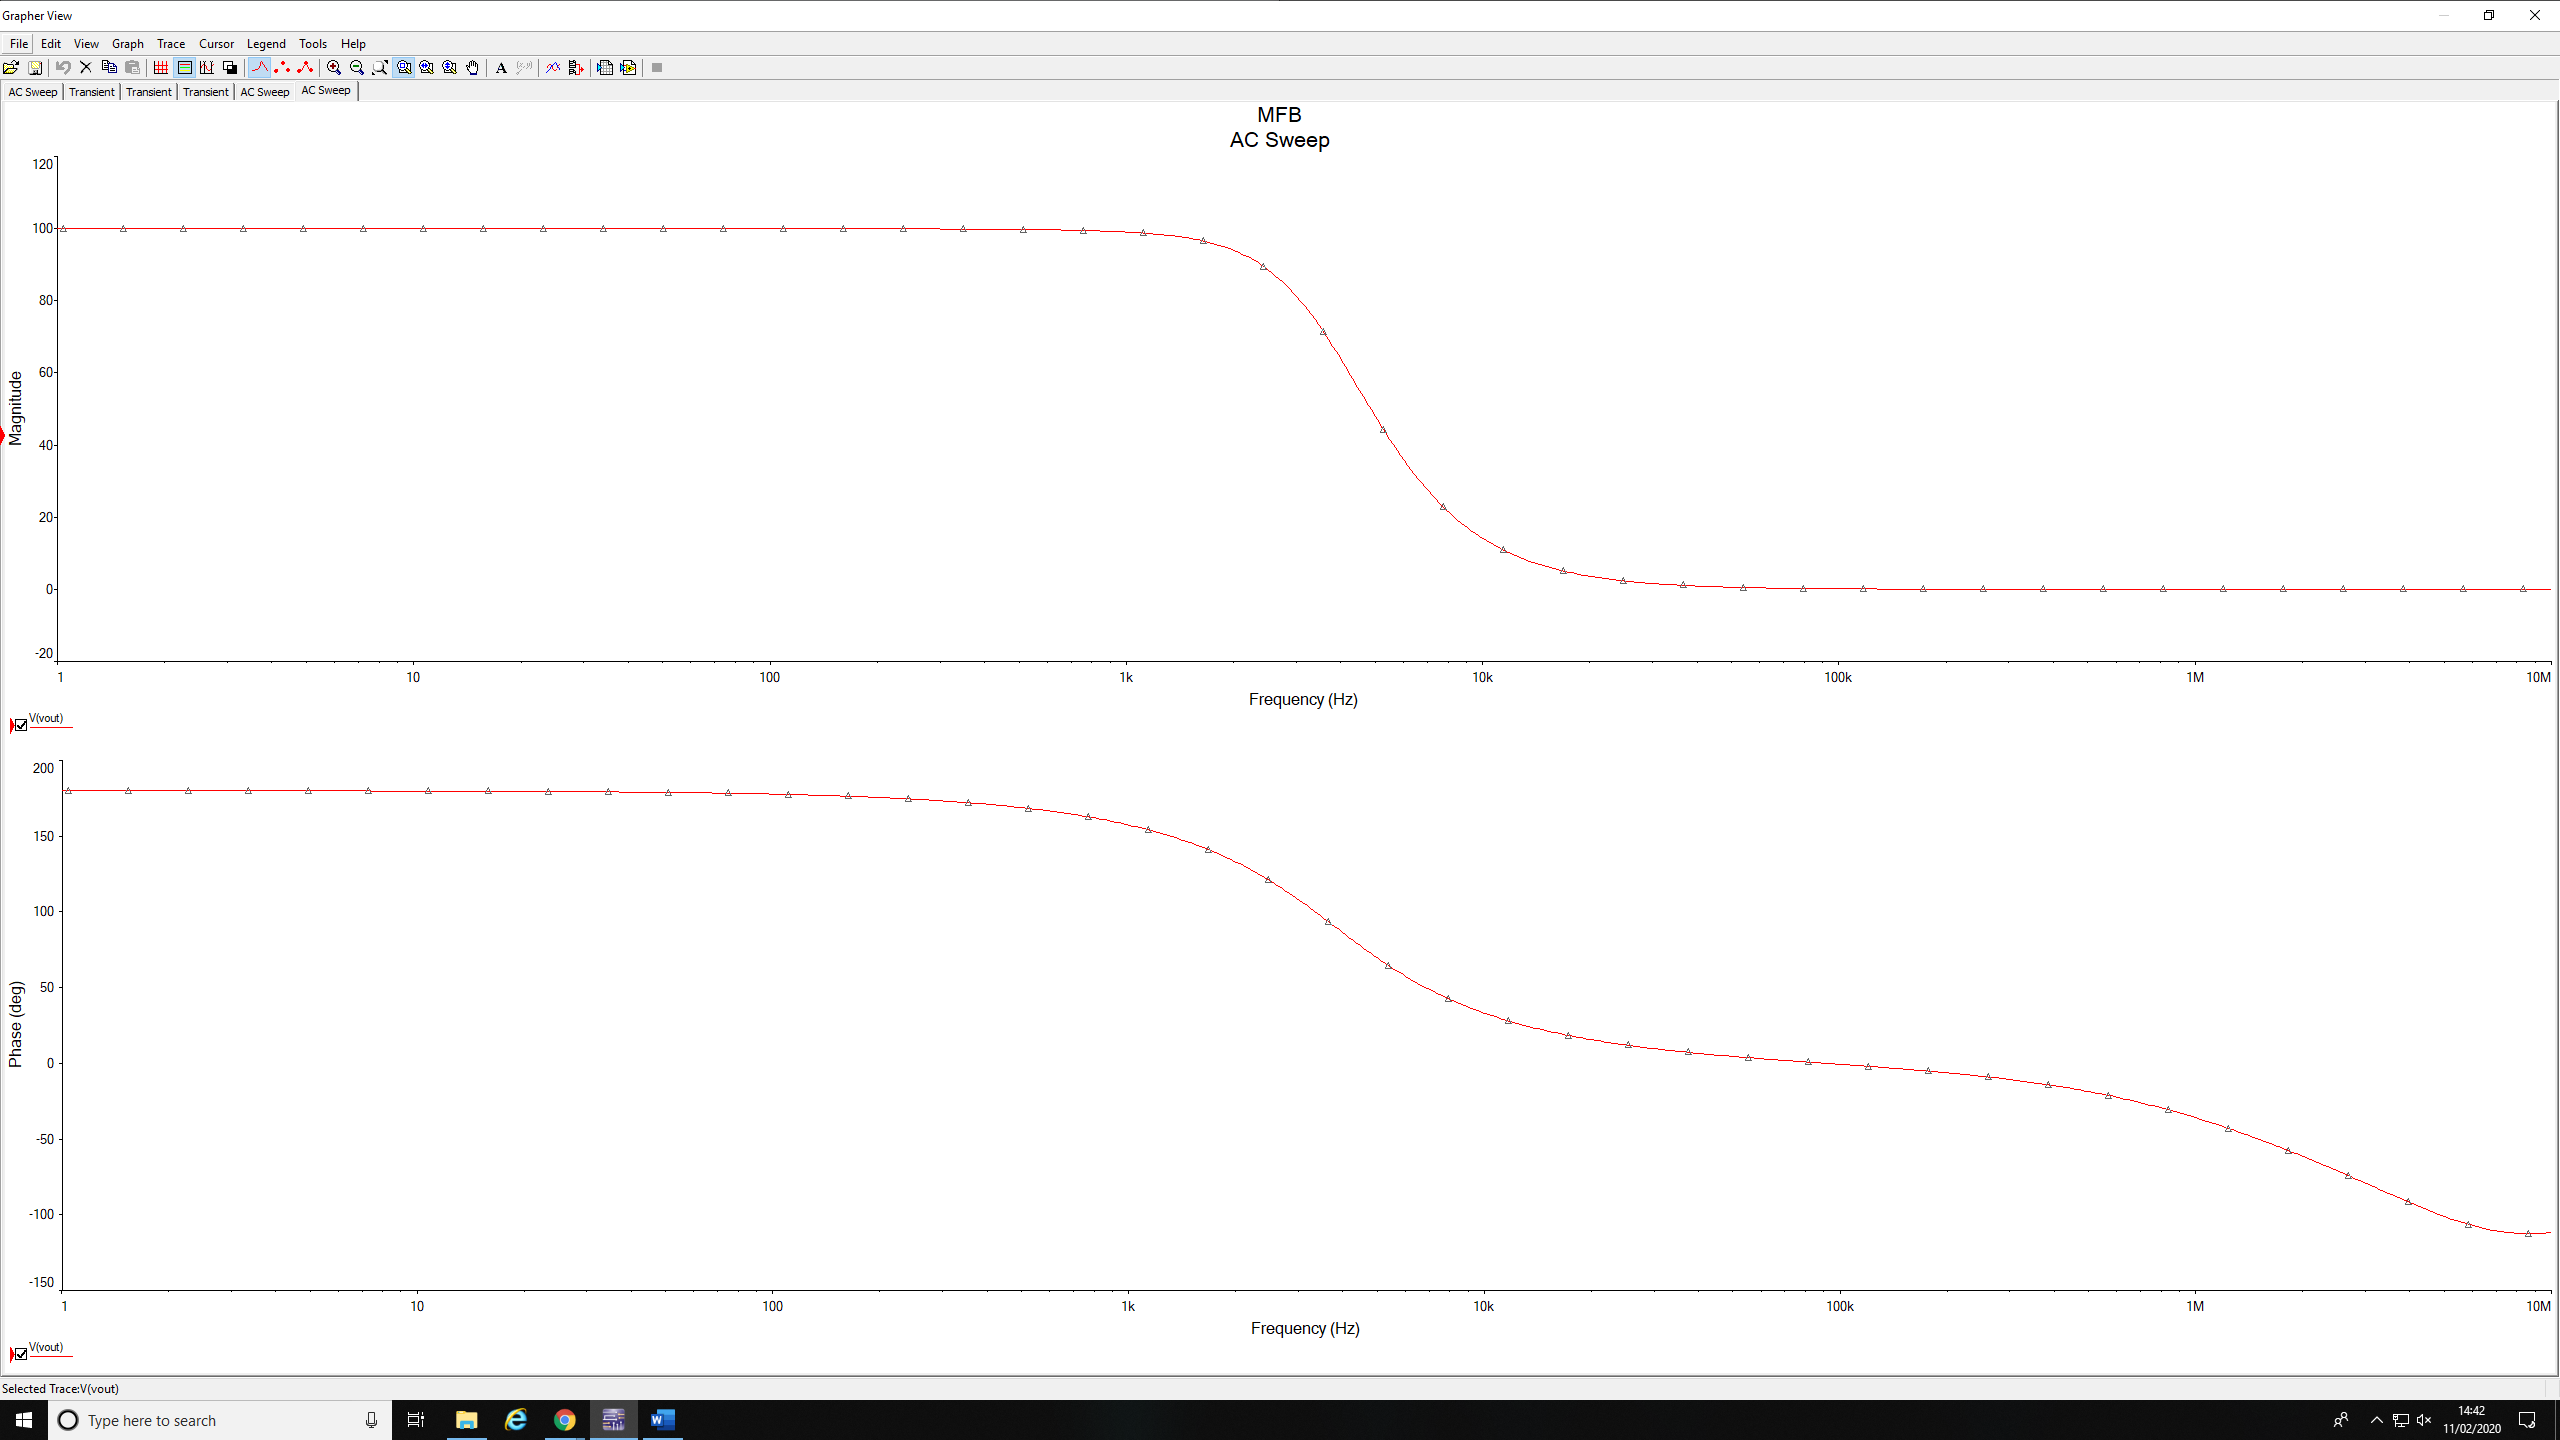 Grapher View
File Edit View Graph Trace Cursor Legend Tools Help
AC Sweep Transient Transient Transient AC Sweep AC Sweep
MFB
AC Sweep
120
100
80
60
40
20
0
-20
Magnitude
1 10 100 1k 10k 100k 1M 10M
Frequency (Hz)
V(vout)
200
150
100
50
0
-50
-100
-150
Phase (deg)
1 10 100 1k 10k 100k 1M 10M
Frequency (Hz)
V(vout)
Selected Trace:V(vout)
Type here to search
14:42
11/02/2020